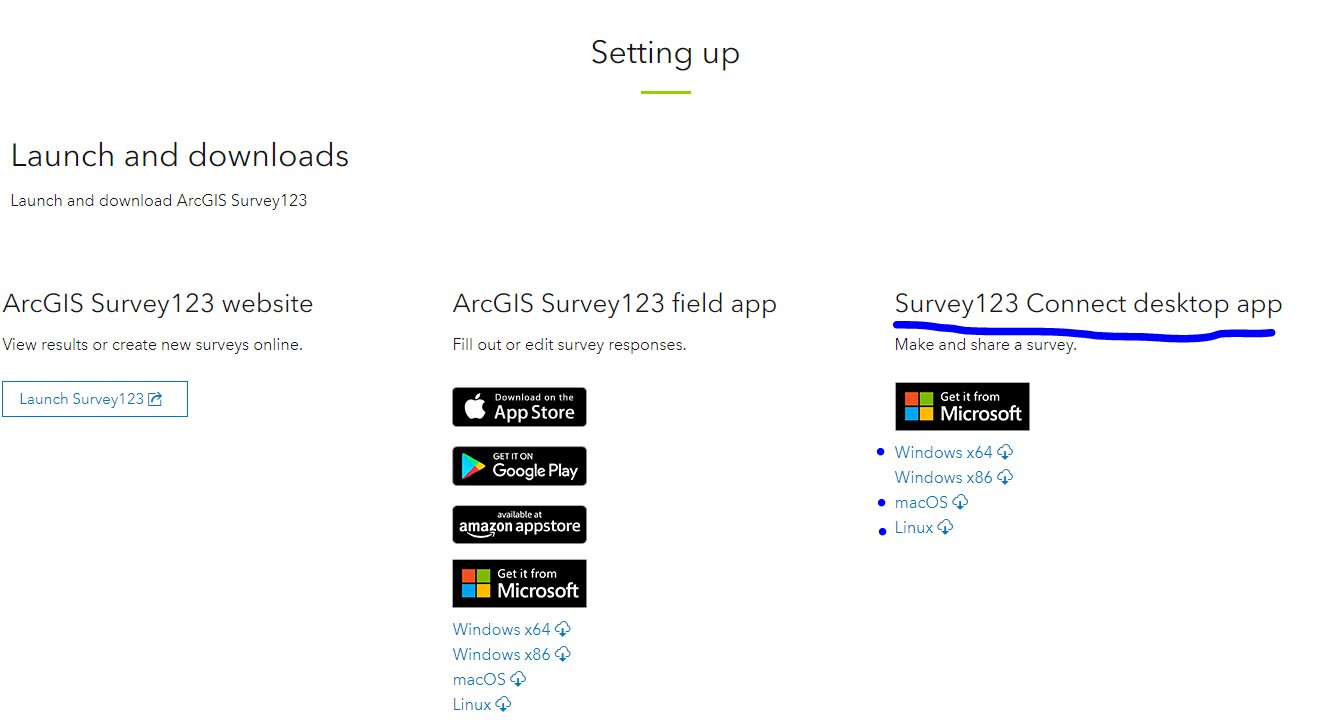 Setting up
Launch and downloads
Launch and download ArcGIS Survey123
ArcGIS Survey123 website
View results or create new surveys online.
Launch Survey123
ArcGIS Survey123 field app
Fill out or edit survey responses.
Download on the
App Store
GET IT ON
Google Play
available at
amazon appstore
Get it from
Microsoft
Windows x64
Windows x86
macOS
Linux
Survey123 Connect desktop app
Make and share a survey.
Get it from
Microsoft
Windows x64
Windows x86
macOS
Linux